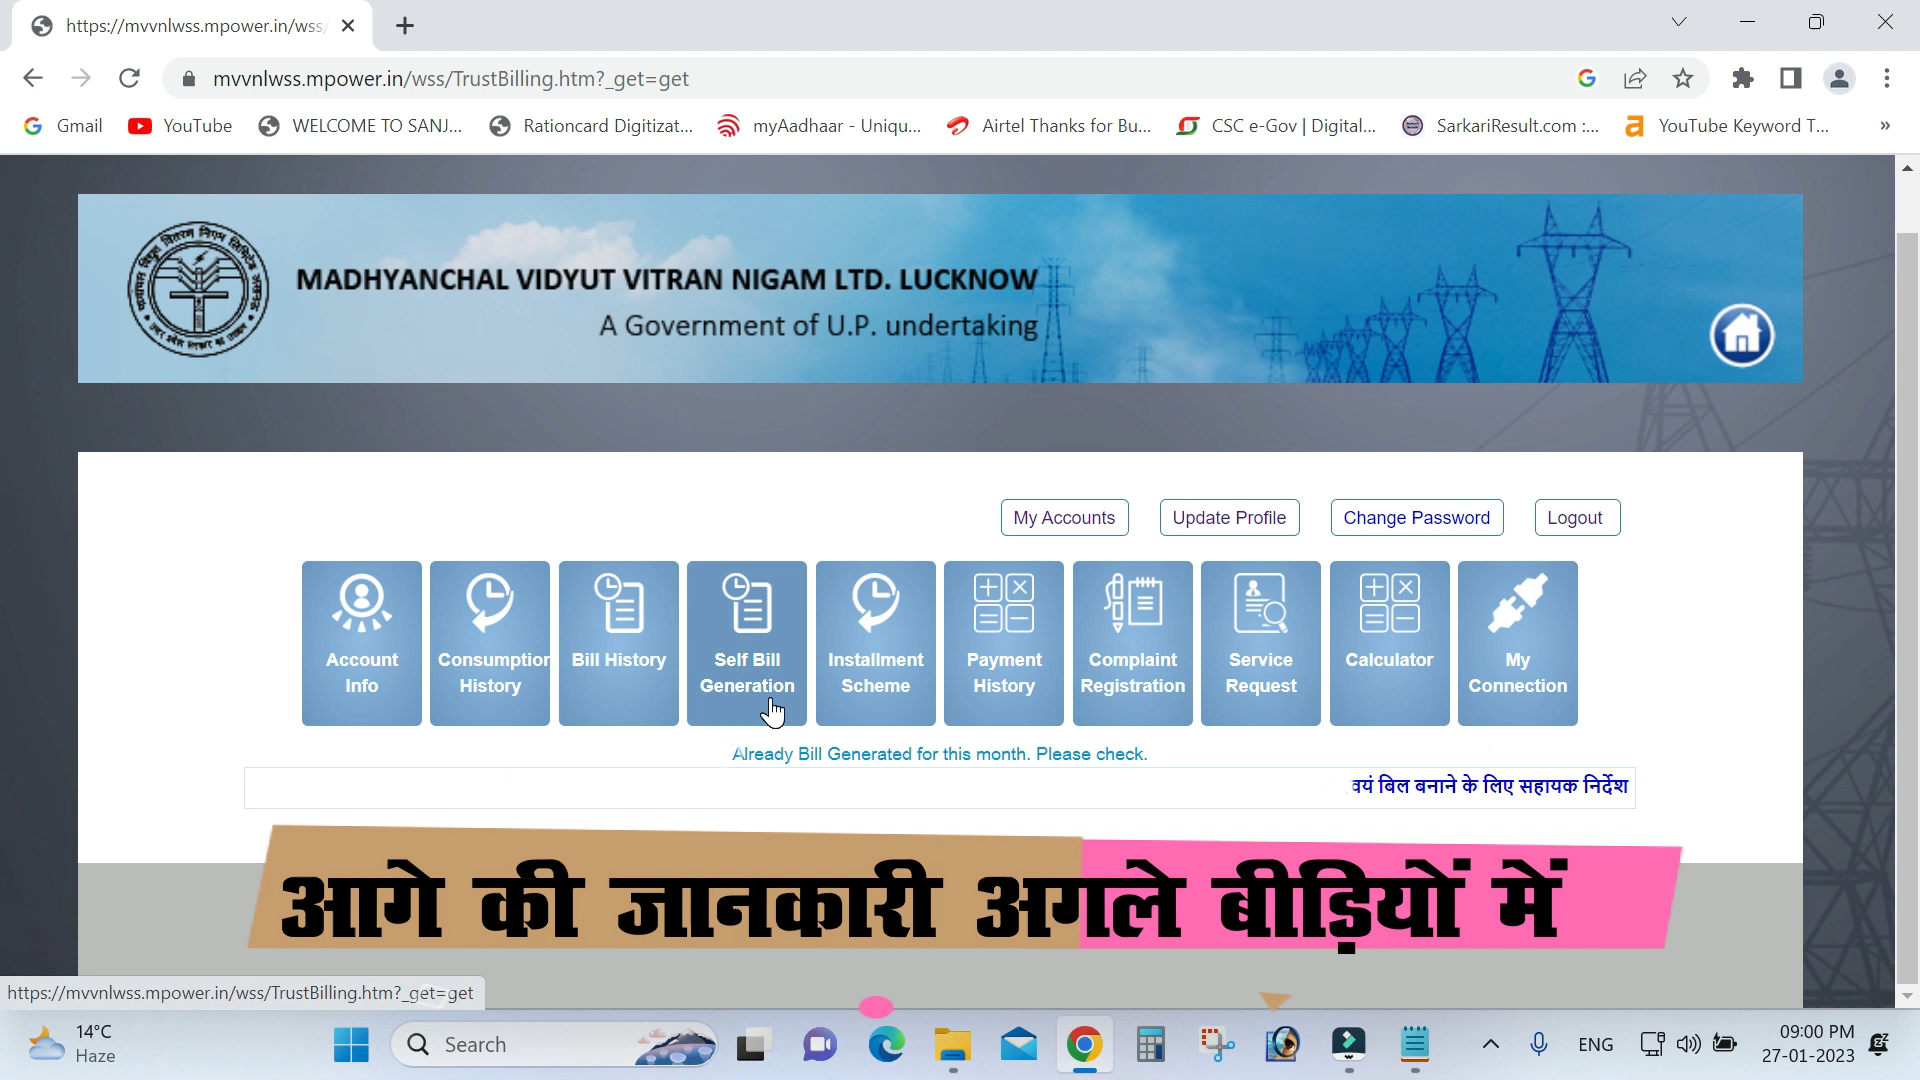 https://mvvnlwss.mpower.in/wss/
mvvnlwss.mpower.in/wss/TrustBilling.htm?_get=get
Gmail YouTube WELCOME TO SANJ... Rationcard Digitizat... myAadhaar - Uniqu... Airtel Thanks for Bu... CSC e-Gov | Digital... SarkariResult.com :... YouTube Keyword T... »
MADHYANCHAL VIDYUT VITRAN NIGAM LTD. LUCKNOW
A Government of U.P. undertaking
My Accounts Update Profile Change Password Logout
Account Info
Consumption History
Bill History
Self Bill Generation
Installment Scheme
Payment History
Complaint Registration
Service Request
Calculator
My Connection
Already Bill Generated for this month. Please check.
वयं बिल बनाने के लिए सहायक निर्देश
आगे की जानकारी अगले बीड़ियों में
https://mvvnlwss.mpower.in/wss/TrustBilling.htm?_get=get
14°C
Haze
Search
ENG
09:00 PM
27-01-2023